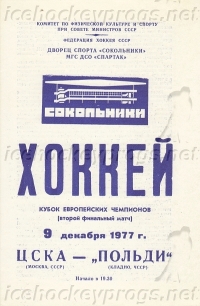 КОМИТЕТ ПО ФИЗИЧЕСКОЙ КУЛЬТУРЕ И СПОРТУ
ПРИ СОВЕТЕ МИНИСТРОВ СССР
ФЕДЕРАЦИЯ ХОККЕЯ СССР
ДВОРЕЦ СПОРТА «СОКОЛЬНИКИ»
МГС ДСО «СПАРТАК»
СОКОЛЬНИКИ
ХОККЕЙ
КУБОК ЕВРОПЕЙСКИХ ЧЕМПИОНОВ
(второй финальный матч)
9 декабря 1977 г.
ЦСКА — „ПОЛЬДИ“
(МОСКВА, СССР) (КЛАДНО, ЧССР)
Начало в 19.30
icehockeyprogs.com